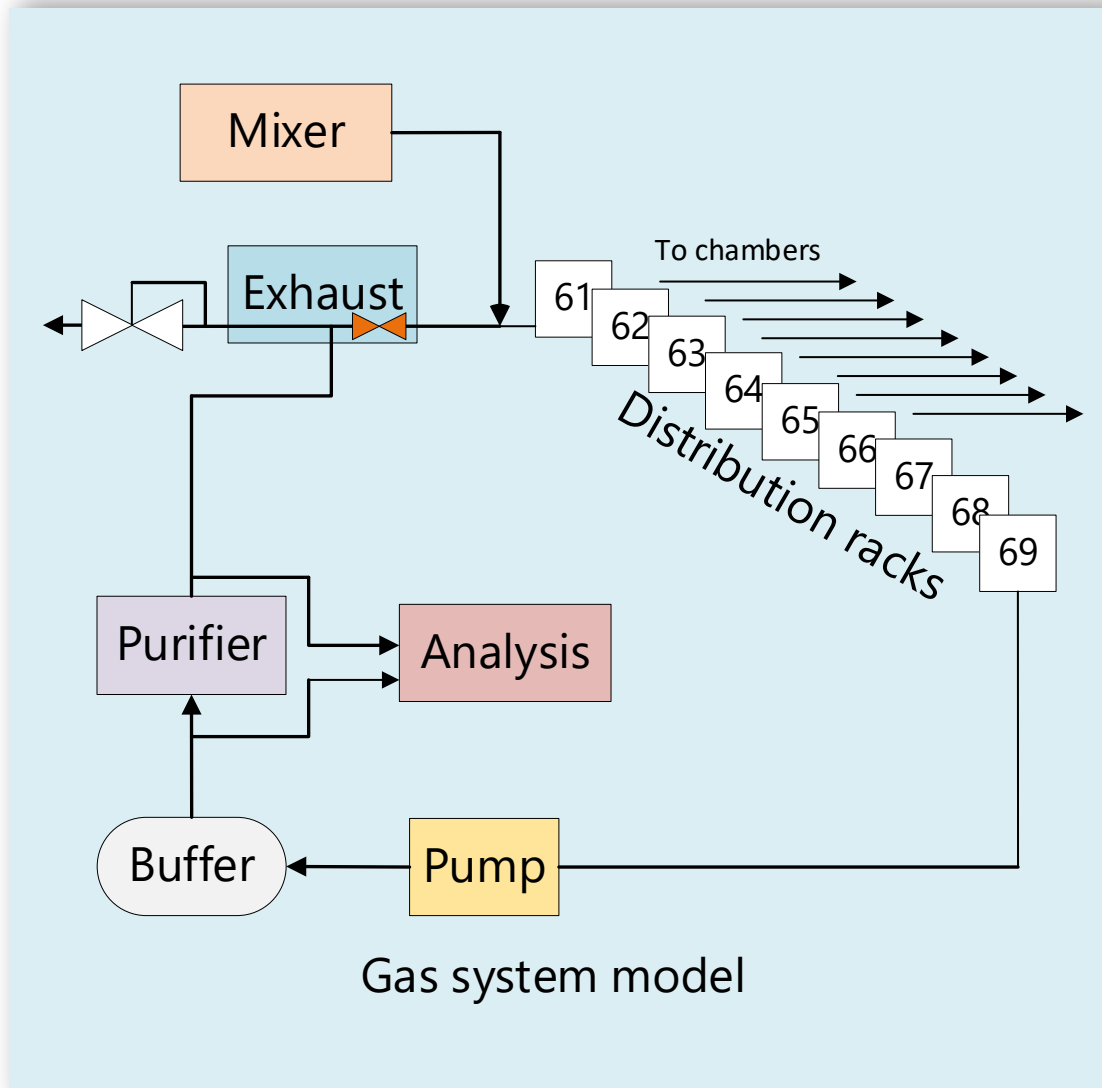 Mixer
To chambers
Exhaust
61
62
63
64
65
66
67
68
69
Distribution racks
Purifier
Analysis
Buffer
Pump
Gas system model